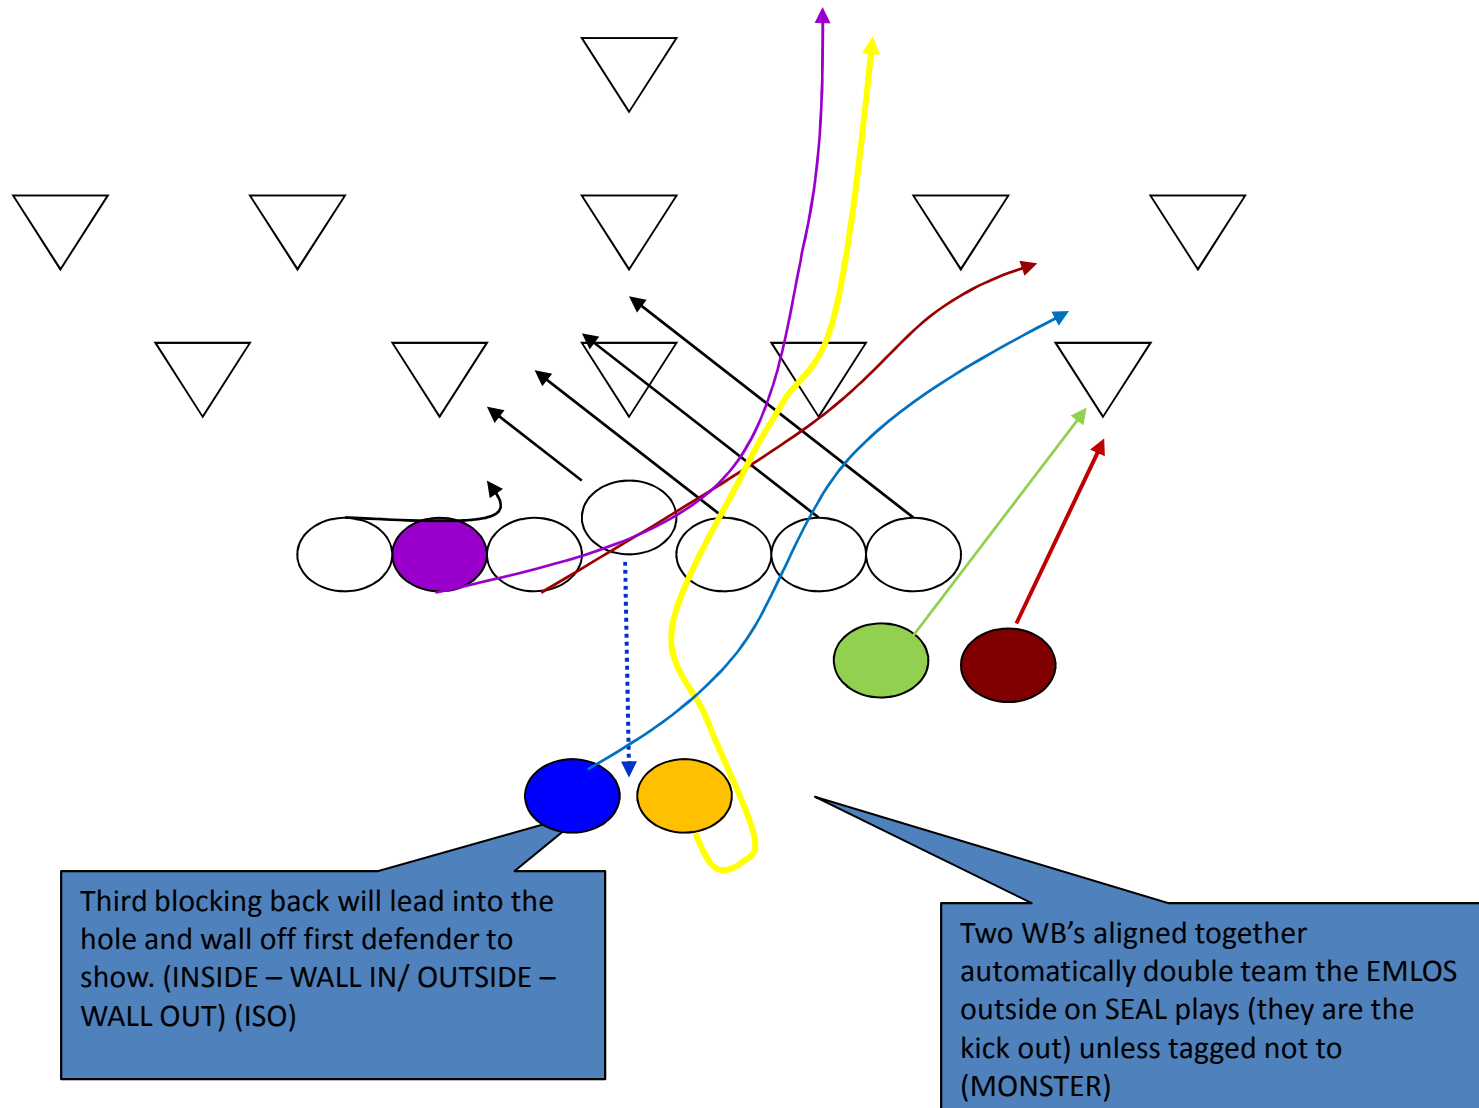 Third blocking back will lead into the
hole and wall off first defender to
show. (INSIDE – WALL IN/ OUTSIDE –
WALL OUT) (ISO)
Two WB's aligned together
automatically double team the EMLOS
outside on SEAL plays (they are the
kick out) unless tagged not to
(MONSTER)